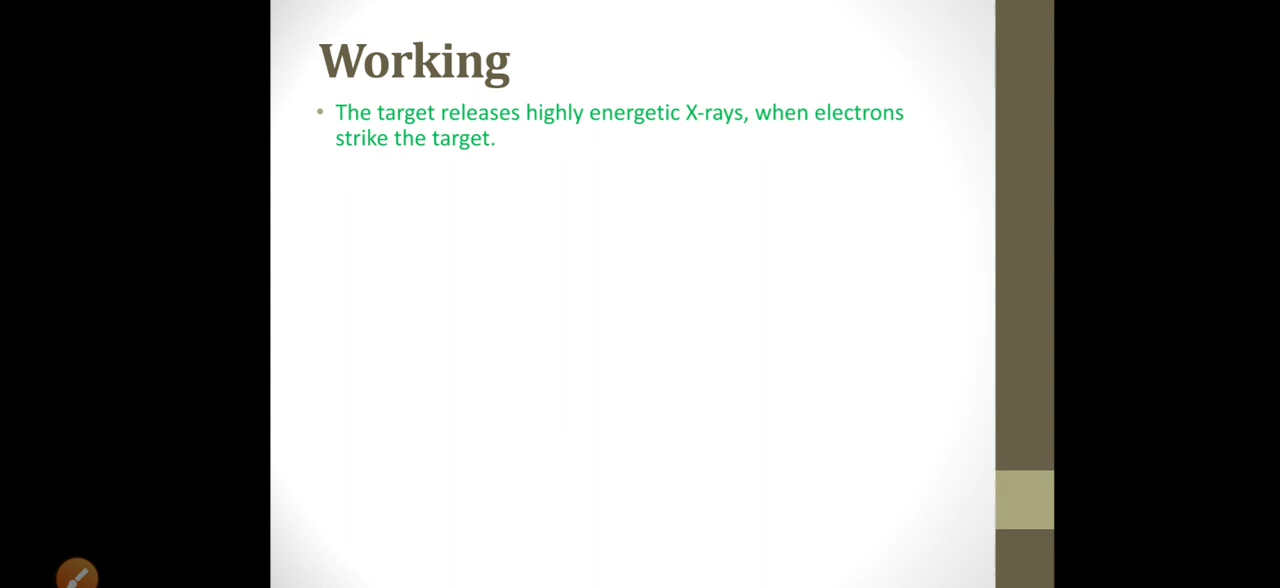 Working
• The target releases highly energetic X-rays, when electrons
strike the target.